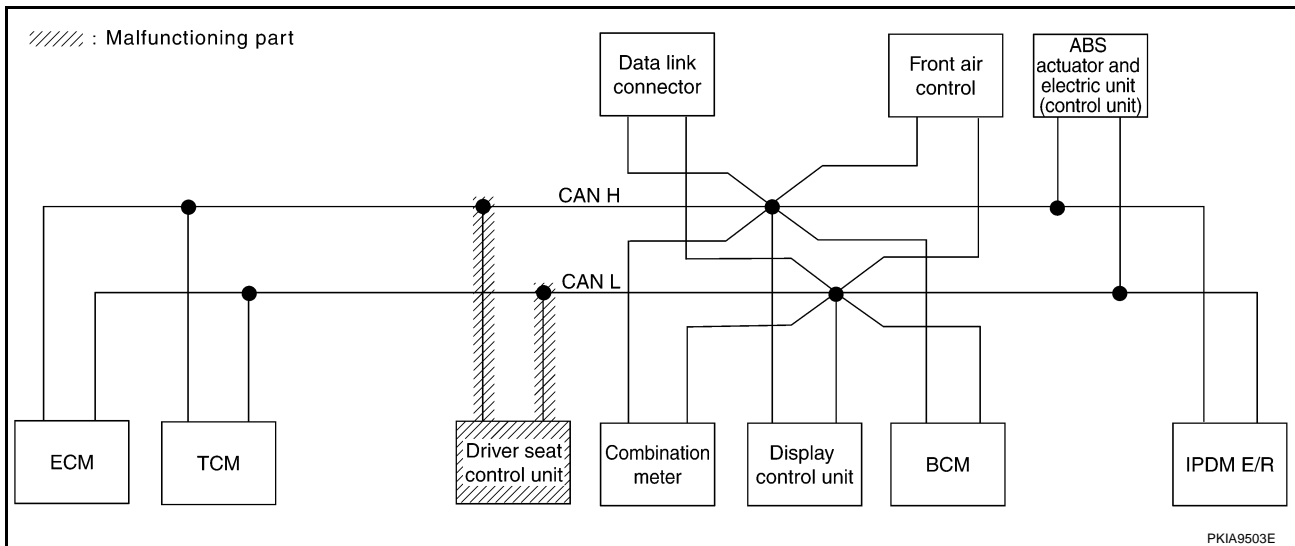 : Malfunctioning part
Data link
connector
Front air
control
ABS
actuator and
electric unit
(control unit)
CAN H
CAN L
ECM
TCM
Driver seat
control unit
Combination
meter
Display
control unit
BCM
IPDM E/R
PKIA9503E